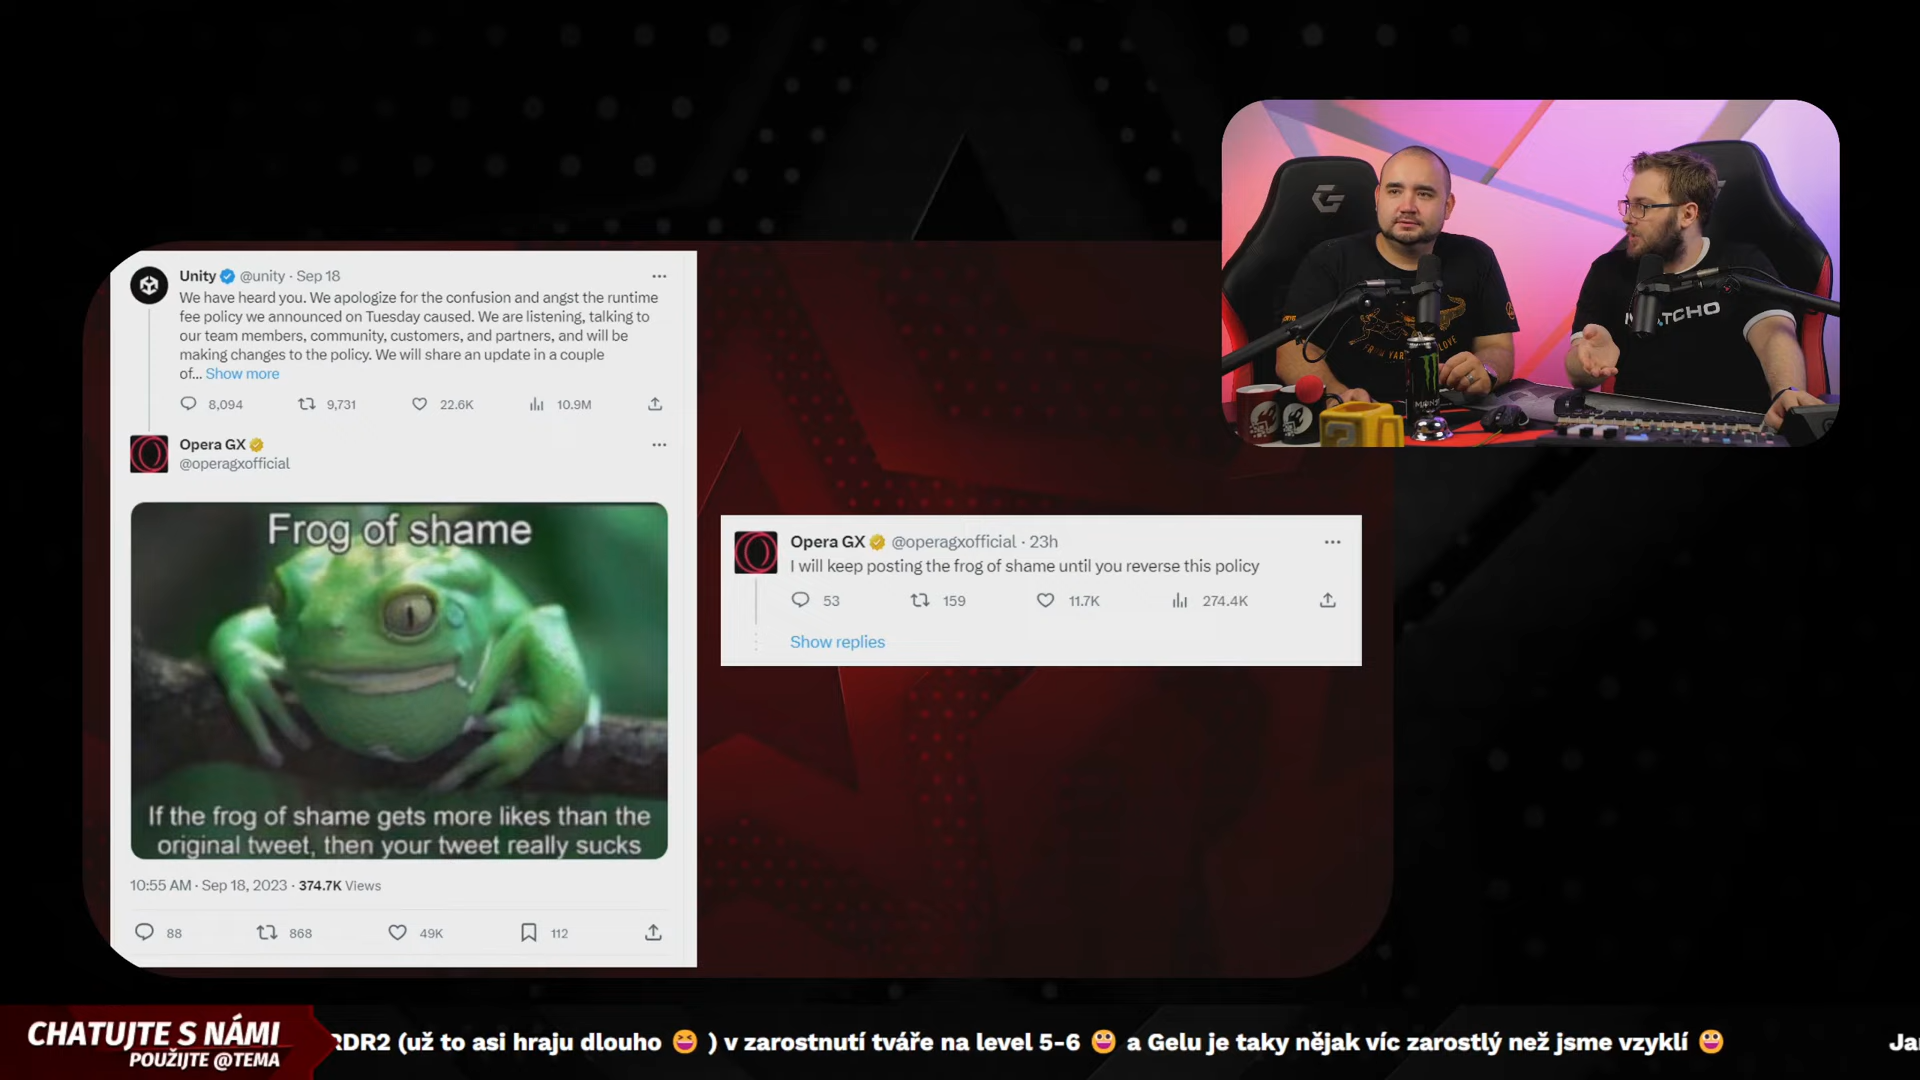 Unity @unity · Sep 18
We have heard you. We apologize for the confusion and angst the runtime
fee policy we announced on Tuesday caused. We are listening, talking to
our team members, community, customers, and partners, and will be
making changes to the policy. We will share an update in a couple
of... Show more
8,094 9,731 22.6K 10.9M
Opera GX
@operagxofficial
Frog of shame
If the frog of shame gets more likes than the
original tweet, then your tweet really sucks
10:55 AM · Sep 18, 2023 · 374.7K Views
88 868 49K 112
Opera GX @operagxofficial · 23h
I will keep posting the frog of shame until you reverse this policy
53 159 11.7K 274.4K
Show replies
CHATUJTE S NÁMI
POUŽIJTE @TEMA
RDR2 (už to asi hraju dlouho 😆 ) v zarostnutí tváře na level 5-6 😀 a Gelu je taky nějak víc zarostlý než jsme vzyklí 😀